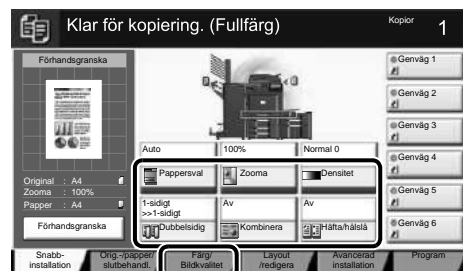 Klar för kopiering. (Fullfärg)
Kopior 1
Förhandsgranska
Original : A4
Zooma : 100%
Papper : A4
Förhandsgranska
Auto
100%
Normal 0
Pappersval
Zooma
Densitet
1-sidigt
>>1-sidigt
Av
Av
Dubbelsidig
Kombinera
Häfta/hålslå
Genväg 1
Genväg 2
Genväg 3
Genväg 4
Genväg 5
Genväg 6
Snabb-
installation
Orig.-/papper/
slutbehandl.
Färg/
Bildkvalitet
Layout
/redigera
Avancerad
installation
Program